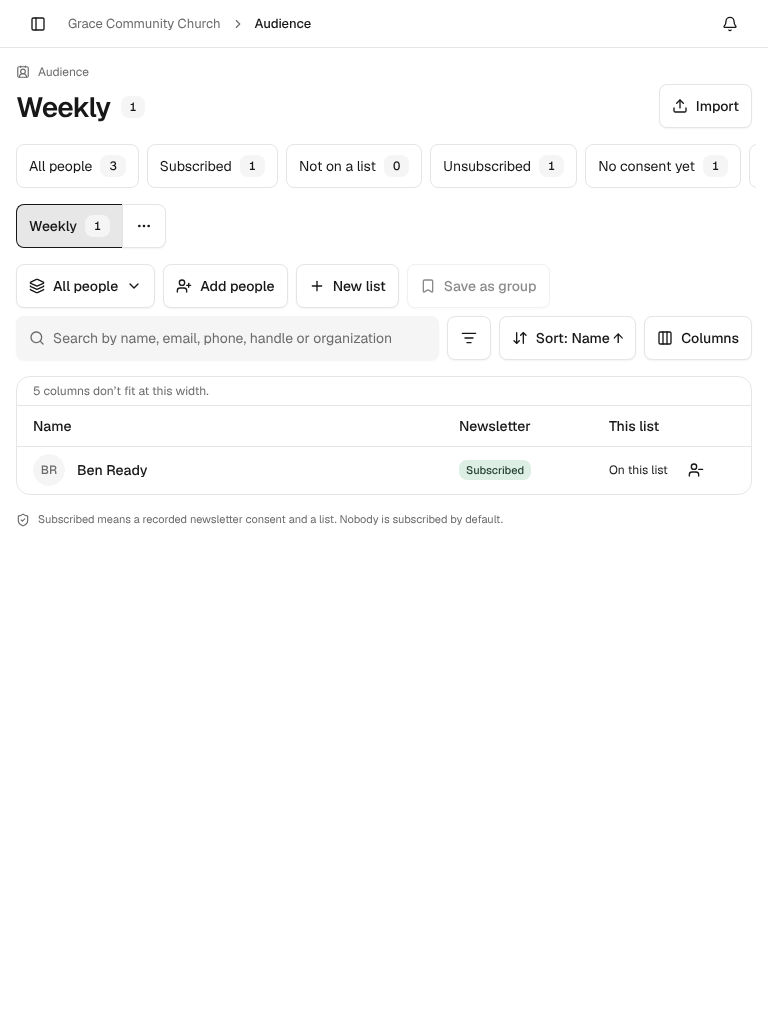 Grace Community Church > Audience
Audience
Weekly 1
Import
All people 3 Subscribed 1 Not on a list 0 Unsubscribed 1 No consent yet 1
Weekly 1 ...
All people Add people + New list Save as group
Search by name, email, phone, handle or organization Sort: Name ↑ Columns
5 columns don’t fit at this width.
Name Newsletter This list
BR Ben Ready Subscribed On this list
Subscribed means a recorded newsletter consent and a list. Nobody is subscribed by default.